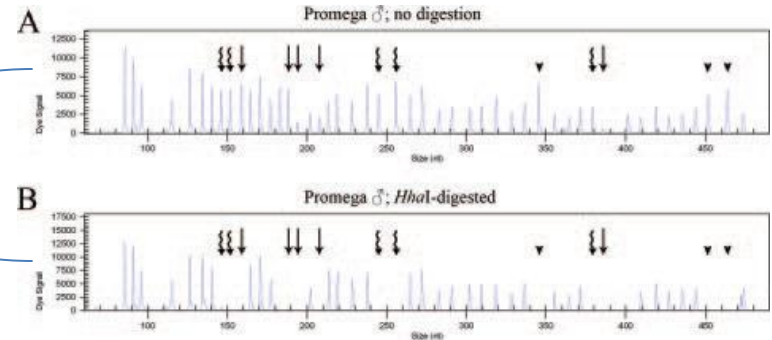 A
Promega ♂; no digestion
12500
10000
7500
5000
2500
0
Dye Signal
100 150 200 250 300 350 400 450
Size (nt)
B
Promega ♂; HhaI-digested
17500
15000
12500
10000
7500
5000
2500
0
Dye Signal
100 150 200 250 300 350 400 450
Size (nt)